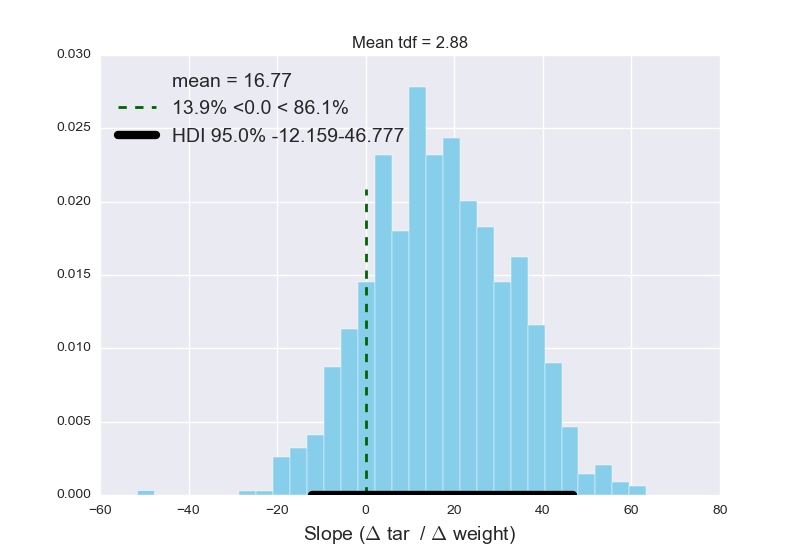 Mean tdf = 2.88
0.030
0.025
0.020
0.015
0.010
0.005
0.000
mean = 16.77
13.9% <0.0 < 86.1%
HDI 95.0% -12.159-46.777
−60 −40 −20 0 20 40 60 80
Slope (Δ tar / Δ weight)